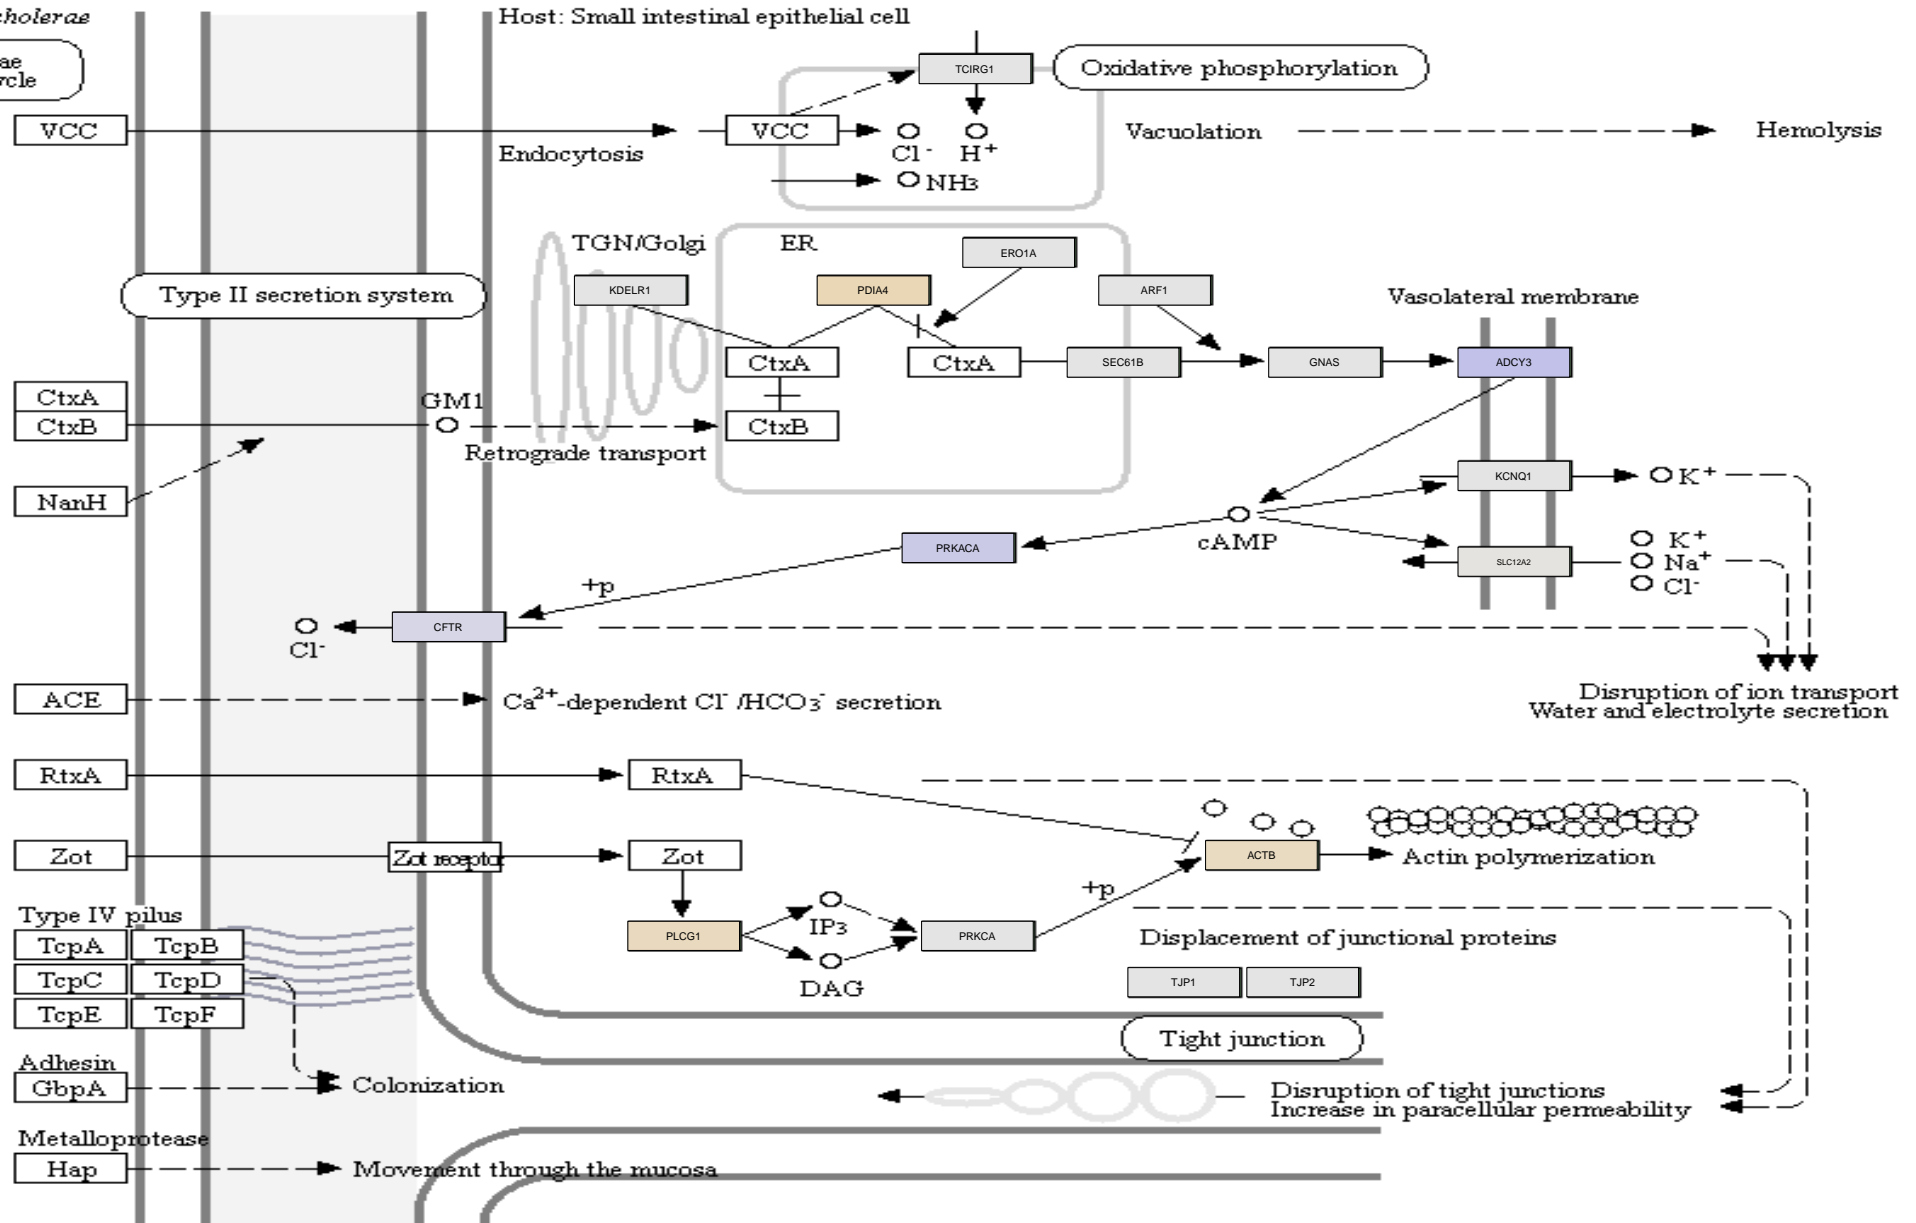 cholerae
Host: Small intestinal epithelial cell
ae
ycle
TCIRG1
Oxidative phosphorylation
VCC
VCC
Cl-
H+
Endocytosis
NH3
Vacuolation
Hemolysis
TGN/Golgi
ER
ERO1A
Type II secretion system
KDELR1
PDIA4
ARF1
Vasolateral membrane
CtxA
CtxA
SEC61B
GNAS
ADCY3
CtxA
CtxB
GM1
CtxB
Retrograde transport
NanH
KCNQ1
K+
cAMP
PRKACA
SLC12A2
K+
Na+
Cl-
+p
CFTR
Cl-
ACE
Ca2+-dependent Cl- /HCO3- secretion
Disruption of ion transport
Water and electrolyte secretion
RtxA
RtxA
Zot
Zot receptor
Zot
ACTB
Actin polymerization
+p
Type IV pilus
TcpA
TcpB
TcpC
TcpD
TcpE
TcpF
PLCG1
IP3
DAG
PRKCA
Displacement of junctional proteins
TJP1
TJP2
Tight junction
Adhesin
GbpA
Colonization
Disruption of tight junctions
Increase in paracellular permeability
Metalloprotease
Hap
Movement through the mucosa